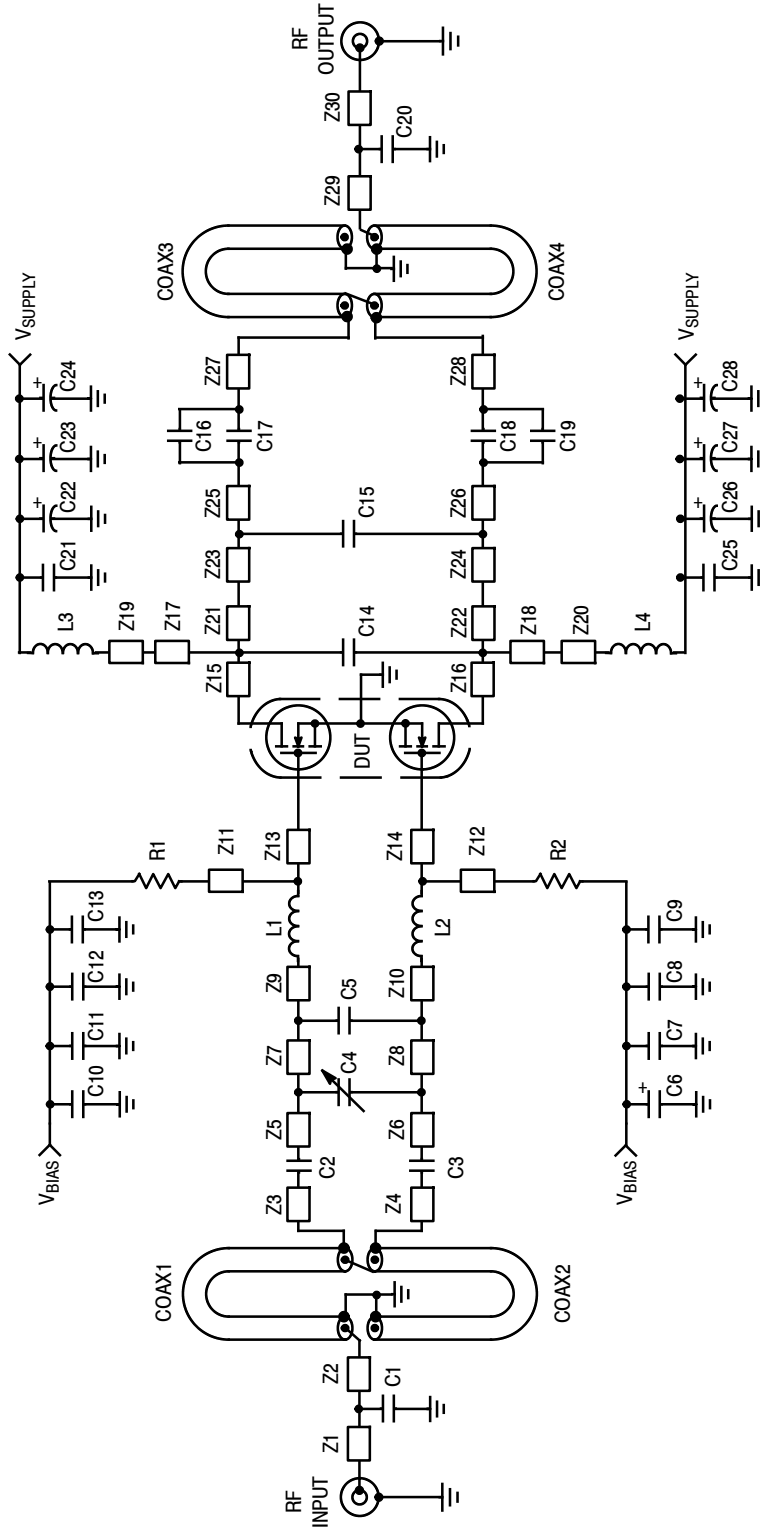 RF
INPUT
Z1
C1
Z2
COAX1
COAX2
Z3
C2
Z5
Z4
C3
Z6
C4
Z7
Z8
C5
Z9
Z10
L1
L2
Z13
Z14
VBIAS
C10
C11
C12
C13
R1
Z11
VBIAS
+
C6
C7
C8
C9
R2
Z12
DUT
Z15
Z16
Z17
Z19
L3
Z18
Z20
L4
C14
Z21
Z23
Z22
Z24
C15
Z25
Z26
C16
C17
C18
C19
Z27
Z28
C21
+
C22
+
C23
+
C24
VSUPPLY
C25
+
C26
+
C27
+
C28
VSUPPLY
COAX3
COAX4
Z29
C20
Z30
RF
OUTPUT